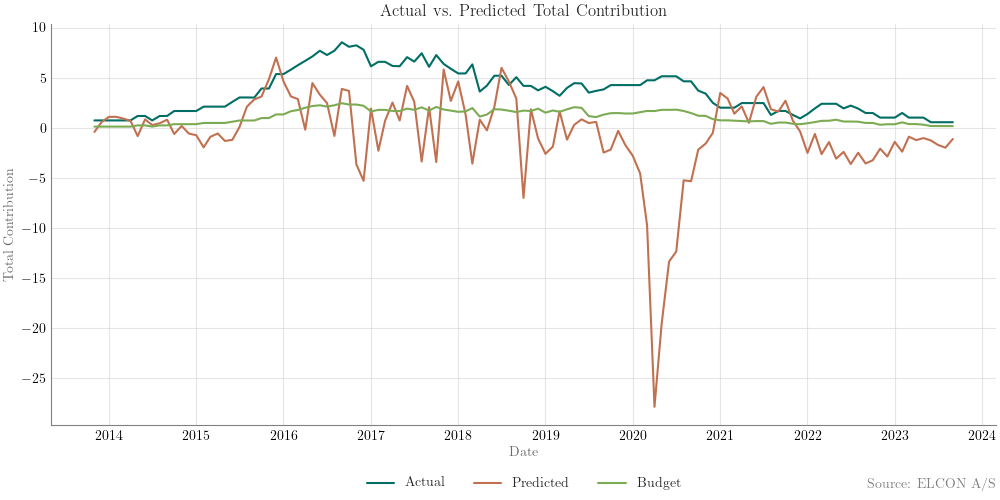 Actual vs. Predicted Total Contribution
10
5
0
−5
−10
−15
−20
−25
Total Contribution
2014 2015 2016 2017 2018 2019 2020 2021 2022 2023 2024
Date
Actual Predicted Budget
Source: ELCON A/S